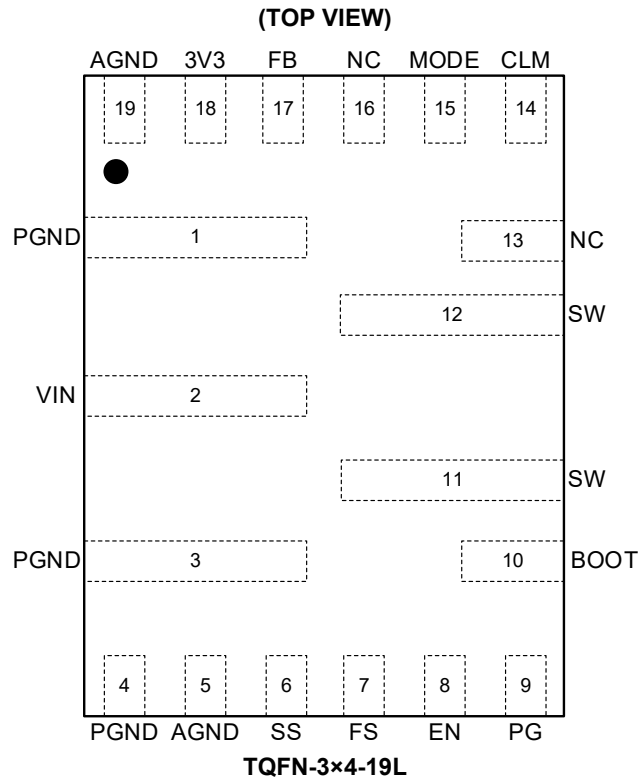 (TOP VIEW)
AGND 3V3 FB NC MODE CLM
19 18 17 16 15 14
PGND 1 13 NC
12 SW
VIN 2
11 SW
PGND 3 10 BOOT
4 5 6 7 8 9
PGND AGND SS FS EN PG
TQFN-3×4-19L